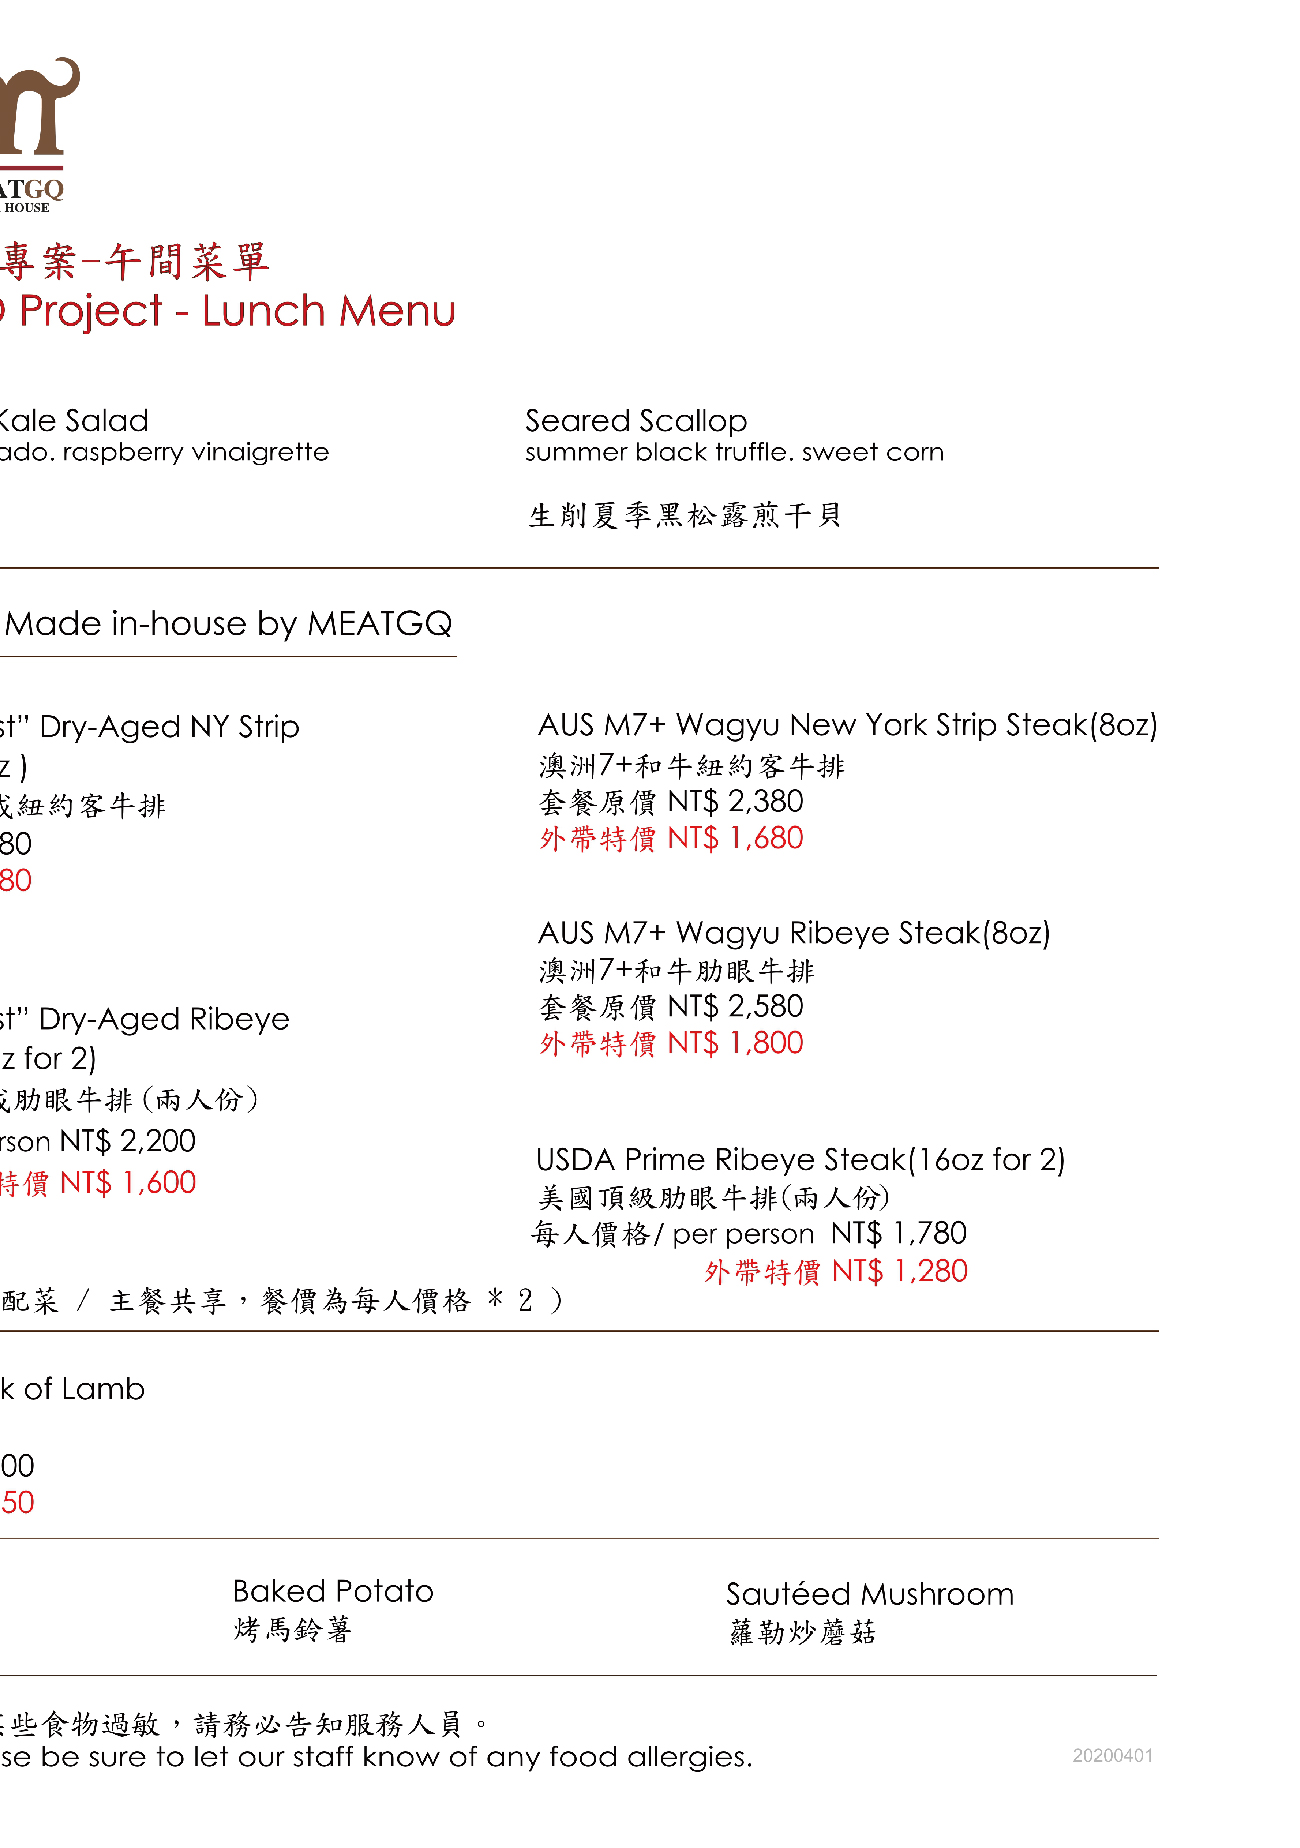 ATGQ
HOUSE
專案-午間菜單
Project - Lunch Menu
Kale Salad
raspberry vinaigrette
Seared Scallop
summer black truffle. sweet corn
生削夏季黑松露煎干貝
Made in-house by MEATGQ
st” Dry-Aged NY Strip
z )
紐約客牛排
80
80
AUS M7+ Wagyu New York Strip Steak(8oz)
澳洲7+和牛紐約客牛排
套餐原價 NT$ 2,380
外帶特價 NT$ 1,680
AUS M7+ Wagyu Ribeye Steak(8oz)
澳洲7+和牛肋眼牛排
套餐原價 NT$ 2,580
外帶特價 NT$ 1,800
st” Dry-Aged Ribeye
z for 2)
肋眼牛排 (兩人份)
rson NT$ 2,200
特價 NT$ 1,600
USDA Prime Ribeye Steak(16oz for 2)
美國頂級肋眼牛排(兩人份)
每人價格/ per person NT$ 1,780
外帶特價 NT$ 1,280
配菜 / 主餐共享，餐價為每人價格 * 2 )
k of Lamb
00
50
Baked Potato
烤馬鈴薯
Sautéed Mushroom
蘿勒炒蘑菇
些食物過敏，請務必告知服務人員。
se be sure to let our staff know of any food allergies.
20200401